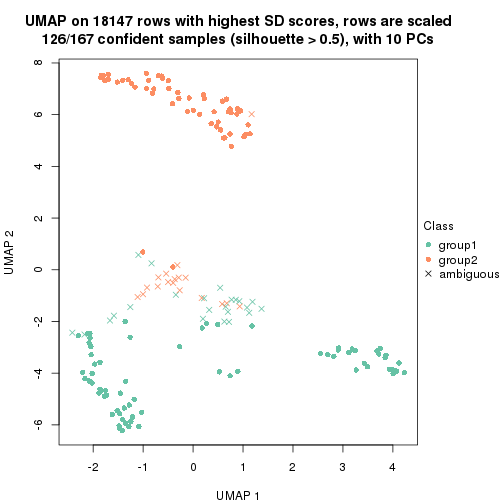 UMAP on 18147 rows with highest SD scores, rows are scaled
126/167 confident samples (silhouette > 0.5), with 10 PCs
8
6
4
2
0
-2
-4
-6
UMAP 2
-2
-1
0
1
2
3
4
UMAP 1
Class
group1
group2
ambiguous